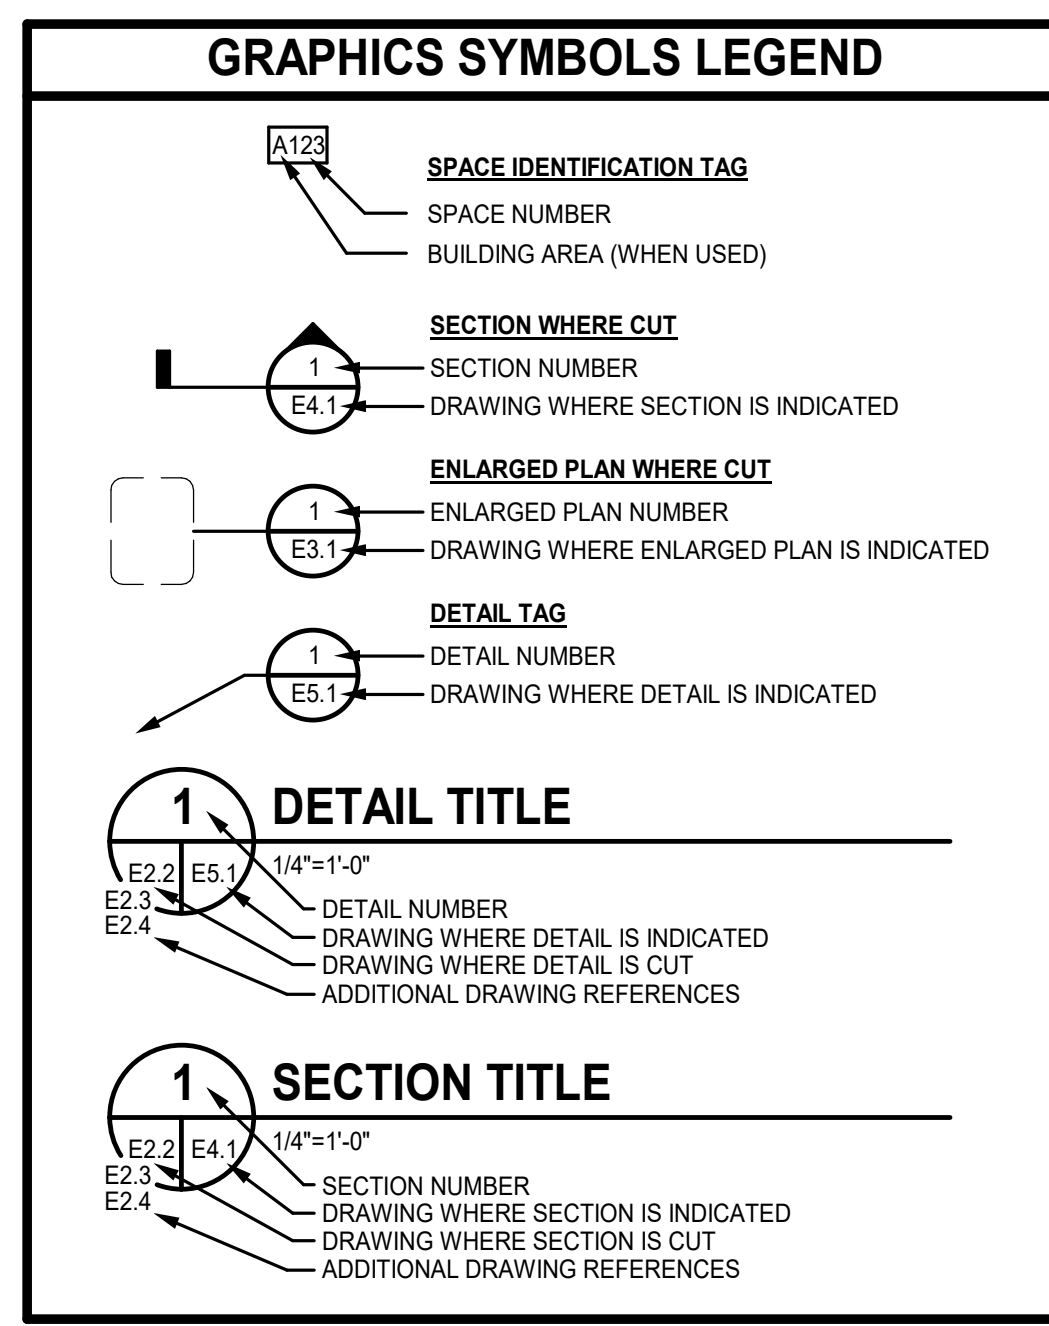 GRAPHICS SYMBOLS LEGEND
A123
SPACE IDENTIFICATION TAG
SPACE NUMBER
BUILDING AREA (WHEN USED)
SECTION WHERE CUT
1
SECTION NUMBER
E4.1
DRAWING WHERE SECTION IS INDICATED
ENLARGED PLAN WHERE CUT
1
ENLARGED PLAN NUMBER
E3.1
DRAWING WHERE ENLARGED PLAN IS INDICATED
DETAIL TAG
1
DETAIL NUMBER
E5.1
DRAWING WHERE DETAIL IS INDICATED
1
DETAIL TITLE
1/4"=1'-0"
E2.2
E5.1
E2.3
E2.4
DETAIL NUMBER
DRAWING WHERE DETAIL IS INDICATED
DRAWING WHERE DETAIL IS CUT
ADDITIONAL DRAWING REFERENCES
1
SECTION TITLE
1/4"=1'-0"
E2.2
E4.1
E2.3
E2.4
SECTION NUMBER
DRAWING WHERE SECTION IS INDICATED
DRAWING WHERE SECTION IS CUT
ADDITIONAL DRAWING REFERENCES